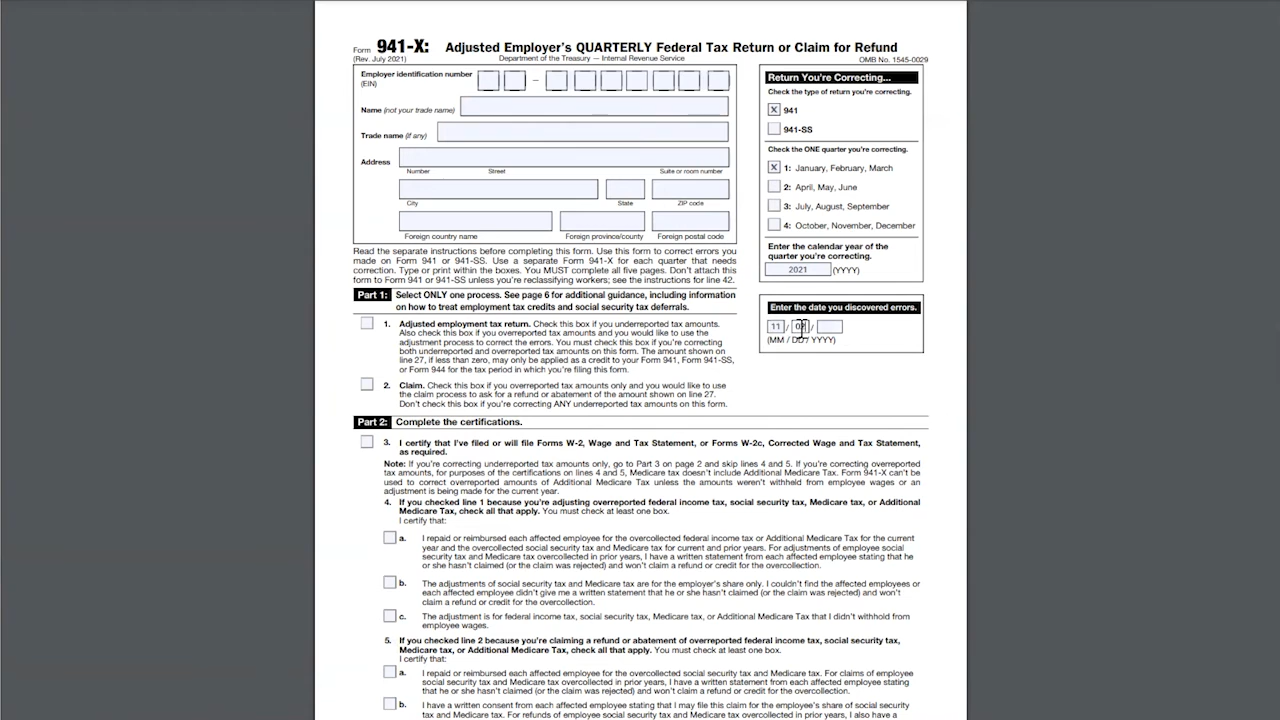 Form 941-X: Adjusted Employer's QUARTERLY Federal Tax Return or Claim for Refund
(Rev. July 2021) Department of the Treasury — Internal Revenue Service OMB No. 1545-0029
Employer identification number
(EIN)
–
Name (not your trade name)
Trade name (if any)
Address
Number Street Suite or room number
City State ZIP code
Foreign country name Foreign province/county Foreign postal code
Return You're Correcting...
Check the type of return you're correcting.
X 941
941-SS
Check the ONE quarter you're correcting.
X 1: January, February, March
2: April, May, June
3: July, August, September
4: October, November, December
Enter the calendar year of the
quarter you're correcting.
2021 (YYYY)
Enter the date you discovered errors.
11 / /
(MM / DD / YYYY)
Read the separate instructions before completing this form. Use this form to correct errors you
made on Form 941 or 941-SS. Use a separate Form 941-X for each quarter that needs
correction. Type or print within the boxes. You MUST complete all five pages. Don't attach this
form to Form 941 or 941-SS unless you're reclassifying workers; see the instructions for line 42.
Part 1: Select ONLY one process. See page 6 for additional guidance, including information
on how to treat employment tax credits and social security tax deferrals.
1. Adjusted employment tax return. Check this box if you underreported tax amounts.
Also check this box if you overreported tax amounts and you would like to use the
adjustment process to correct the errors. You must check this box if you're correcting
both underreported and overreported tax amounts on this form. The amount shown on
line 27, if less than zero, may only be applied as a credit to your Form 941, Form 941-SS,
or Form 944 for the tax period in which you're filing this form.
2. Claim. Check this box if you overreported tax amounts only and you would like to use
the claim process to ask for a refund or abatement of the amount shown on line 27.
Don't check this box if you're correcting ANY underreported tax amounts on this form.
Part 2: Complete the certifications.
3. I certify that I've filed or will file Forms W-2, Wage and Tax Statement, or Forms W-2c, Corrected Wage and Tax Statement,
as required.
Note: If you're correcting underreported tax amounts only, go to Part 3 on page 2 and skip lines 4 and 5. If you're correcting overreported
tax amounts, for purposes of the certifications on lines 4 and 5, Medicare tax doesn't include Additional Medicare Tax. Form 941-X can't be
used to correct overreported amounts of Additional Medicare Tax unless the amounts weren't withheld from employee wages or an
adjustment is being made for the current year.
4. If you checked line 1 because you're adjusting overreported federal income tax, social security tax, Medicare tax, or Additional
Medicare Tax, check all that apply. You must check at least one box.
I certify that:
a. I repaid or reimbursed each affected employee for the overcollected federal income tax or Additional Medicare Tax for the current
year and the overcollected social security tax and Medicare tax for current and prior years. For adjustments of employee social
security tax and Medicare tax overcollected in prior years, I have a written statement from each affected employee stating that he
or she hasn't claimed (or the claim was rejected) and won't claim a refund or credit for the overcollection.
b. The adjustments of social security tax and Medicare tax are for the employer's share only. I couldn't find the affected employees or
each affected employee didn't give me a written statement that he or she hasn't claimed (or the claim was rejected) and won't
claim a refund or credit for the overcollection.
c. The adjustment is for federal income tax, social security tax, Medicare tax, or Additional Medicare Tax that I didn't withhold from
employee wages.
5. If you checked line 2 because you're claiming a refund or abatement of overreported federal income tax, social security tax,
Medicare tax, or Additional Medicare Tax, check all that apply. You must check at least one box.
I certify that:
a. I repaid or reimbursed each affected employee for the overcollected social security tax and Medicare tax. For claims of employee
social security tax and Medicare tax overcollected in prior years, I have a written statement from each affected employee stating
that he or she hasn't claimed (or the claim was rejected) and won't claim a refund or credit for the overcollection.
b. I have a written consent from each affected employee stating that I may file this claim for the employee's share of social security
tax and Medicare tax. For refunds of employee social security tax and Medicare tax overcollected in prior years, I also have a